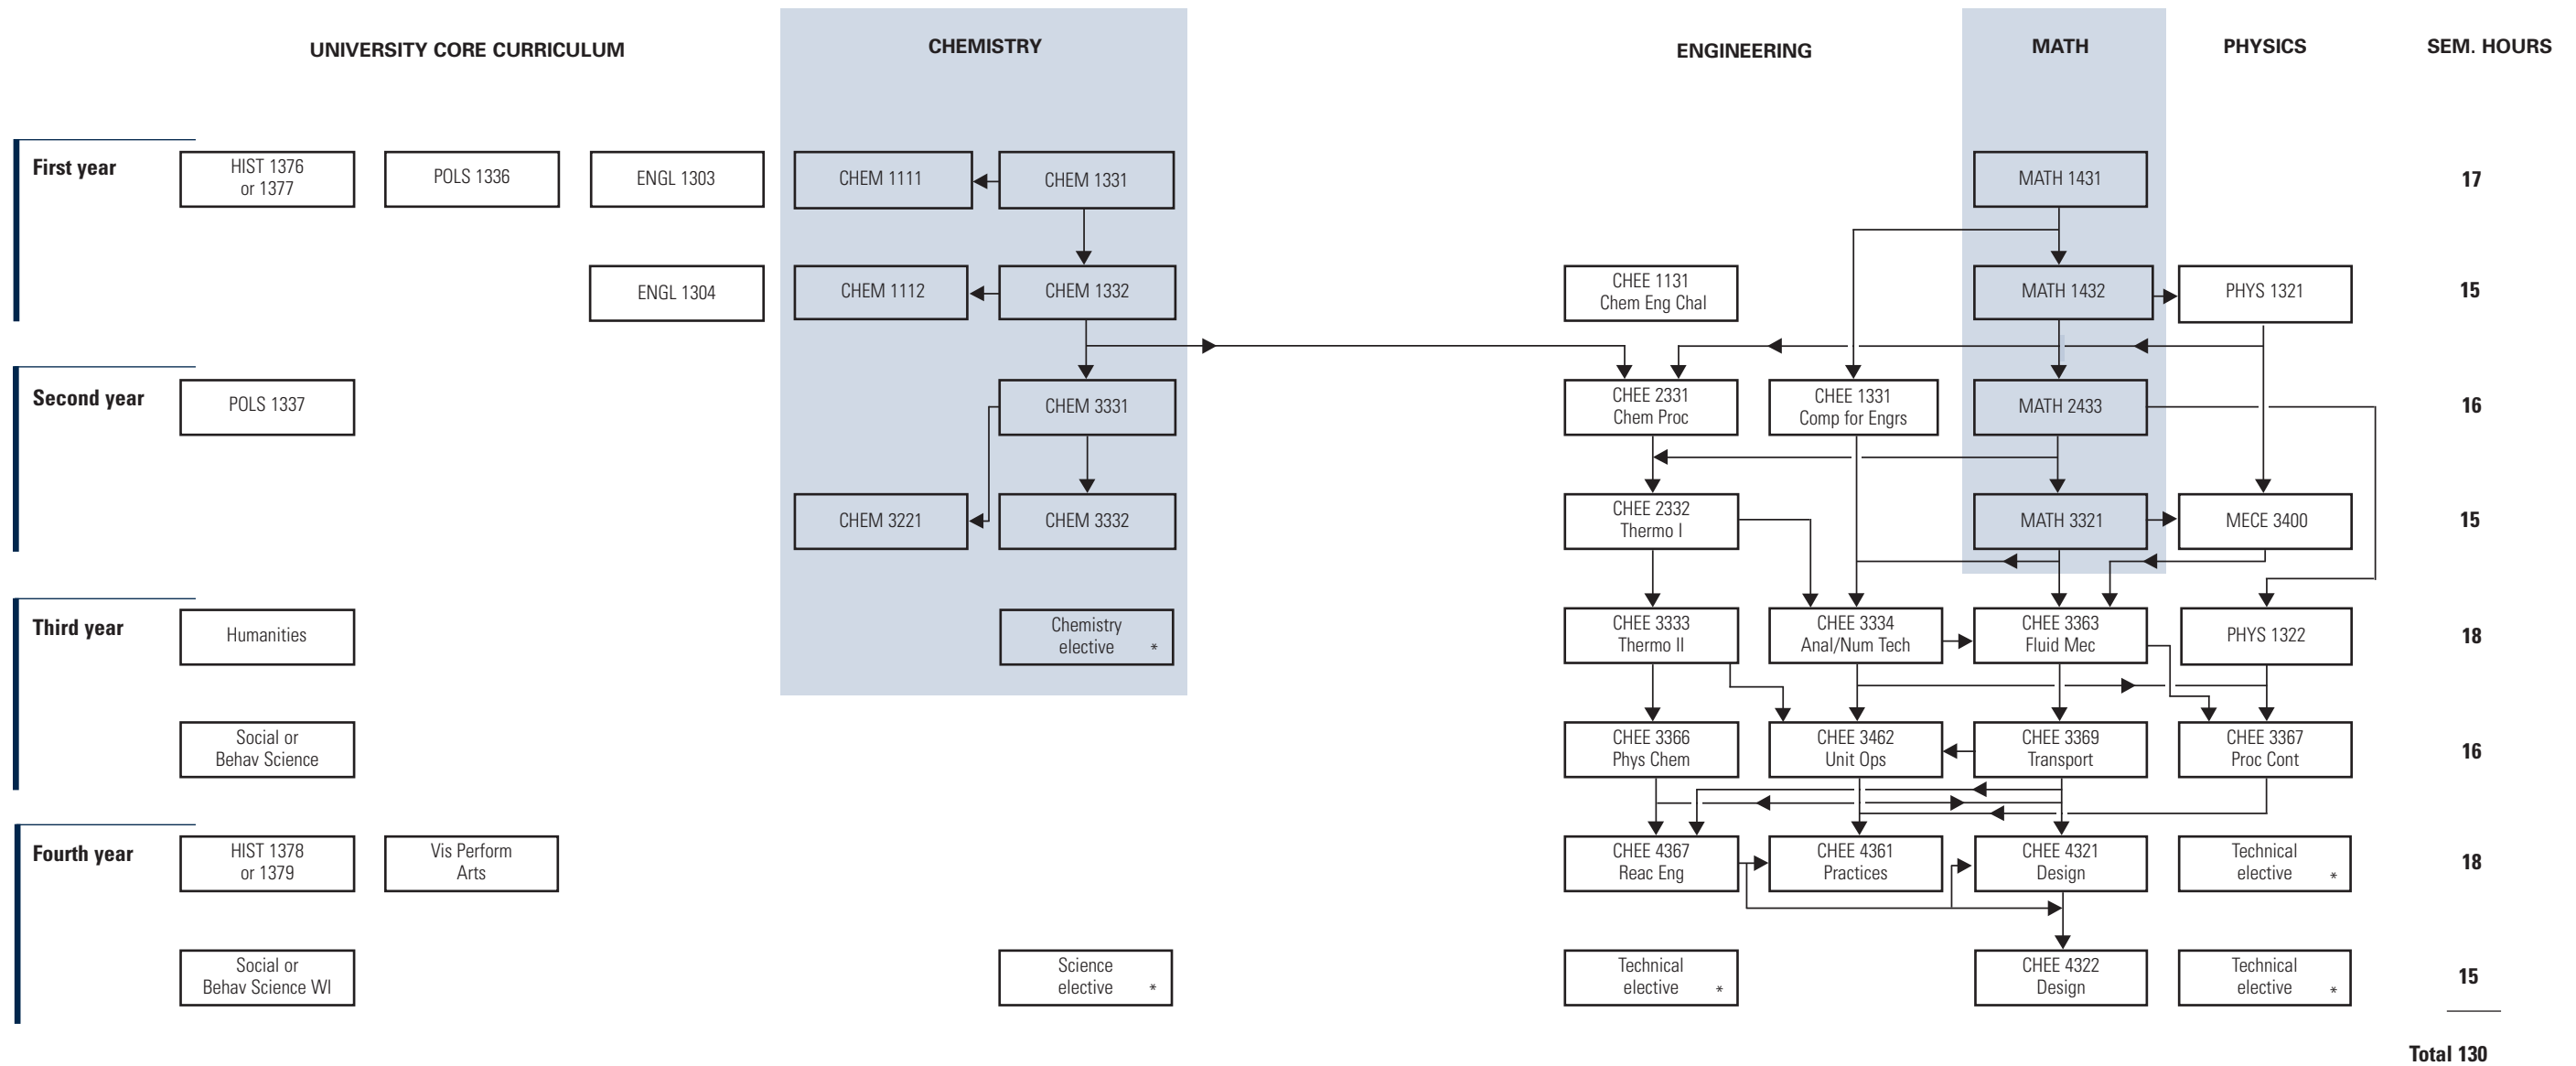 UNIVERSITY CORE CURRICULUM
CHEMISTRY
ENGINEERING
MATH
PHYSICS
SEM. HOURS
First year
HIST 1376
or 1377
POLS 1336
ENGL 1303
CHEM 1111
CHEM 1331
MATH 1431
17
ENGL 1304
CHEM 1112
CHEM 1332
CHEE 1131
Chem Eng Chal
MATH 1432
PHYS 1321
15
Second year
POLS 1337
CHEM 3331
CHEE 2331
Chem Proc
CHEE 1331
Comp for Engrs
MATH 2433
16
CHEM 3221
CHEM 3332
CHEE 2332
Thermo I
MATH 3321
MECE 3400
15
Third year
Humanities
Chemistry
elective *
CHEE 3333
Thermo II
CHEE 3334
Anal/Num Tech
CHEE 3363
Fluid Mec
PHYS 1322
18
Social or
Behav Science
CHEE 3366
Phys Chem
CHEE 3462
Unit Ops
CHEE 3369
Transport
CHEE 3367
Proc Cont
16
Fourth year
HIST 1378
or 1379
Vis Perform
Arts
CHEE 4367
Reac Eng
CHEE 4361
Practices
CHEE 4321
Design
Technical
elective *
18
Social or
Behav Science WI
Science
elective *
Technical
elective *
CHEE 4322
Design
Technical
elective *
15
Total 130